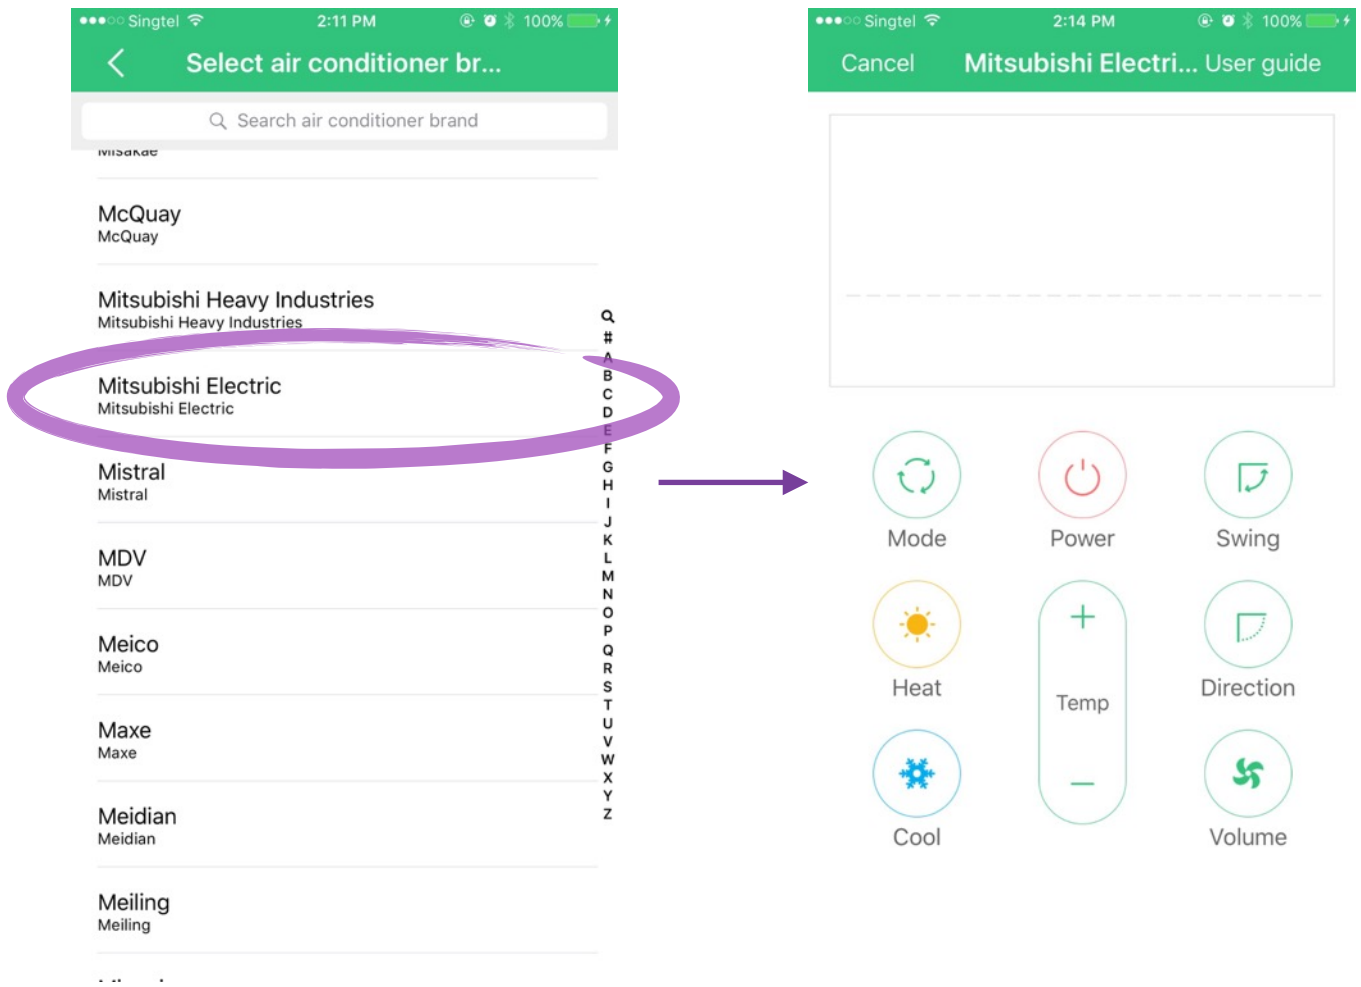 Singtel 2:11 PM 100%
Select air conditioner br...
Search air conditioner brand
Misakae
McQuay
McQuay
Mitsubishi Heavy Industries
Mitsubishi Heavy Industries
Mitsubishi Electric
Mitsubishi Electric
Mistral
Mistral
MDV
MDV
Meico
Meico
Maxe
Maxe
Meidian
Meidian
Meiling
Meiling
#
A
B
C
D
E
F
G
H
I
J
K
L
M
N
O
P
Q
R
S
T
U
V
W
X
Y
Z
Singtel 2:14 PM 100%
Cancel Mitsubishi Electri... User guide
Mode Power Swing
Heat Temp Direction
Cool Volume